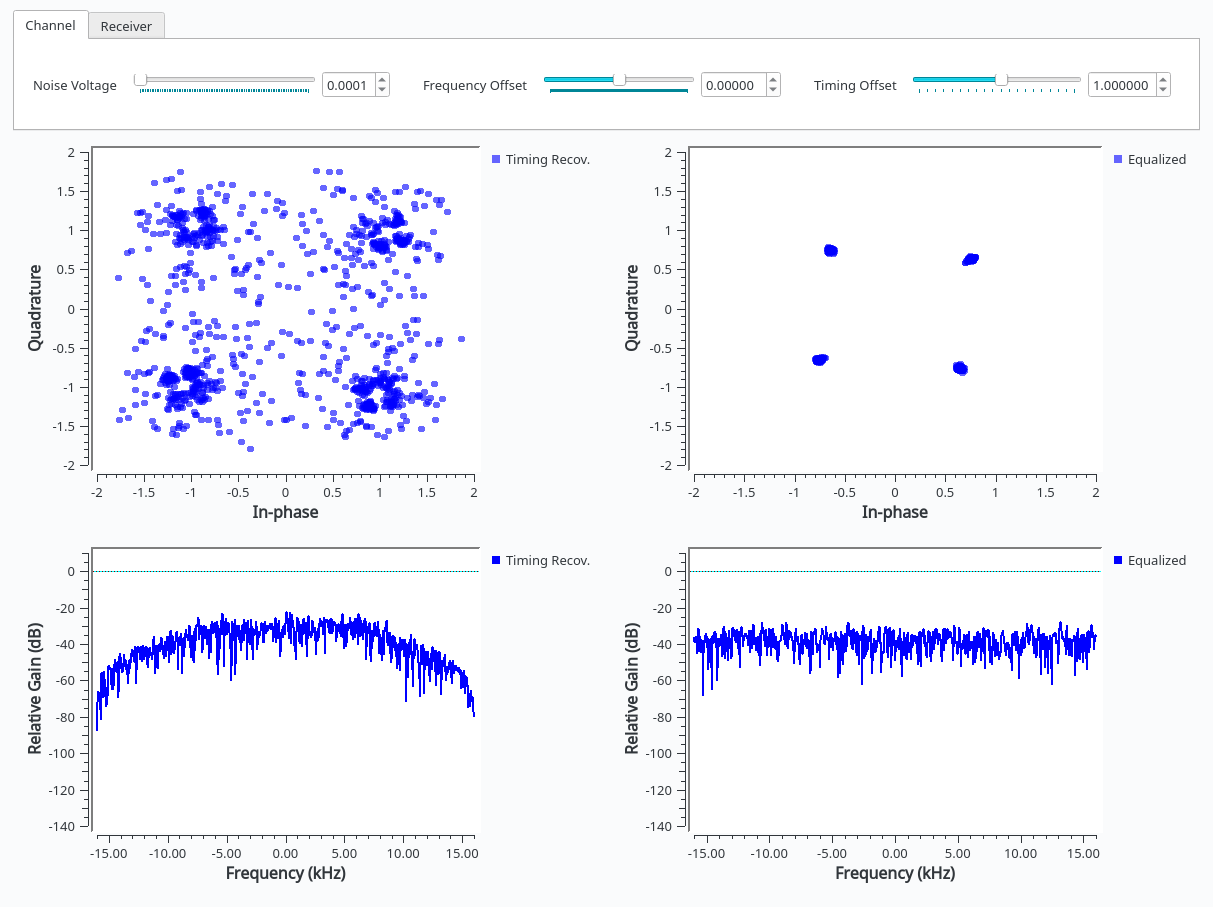 Channel Receiver
Noise Voltage 0.0001 Frequency Offset 0.00000 Timing Offset 1.000000
2
1.5
1
0.5
0
-0.5
-1
-1.5
-2
Quadrature
-2 -1.5 -1 -0.5 0 0.5 1 1.5 2
In-phase
Timing Recov.
2
1.5
1
0.5
0
-0.5
-1
-1.5
-2
Quadrature
-2 -1.5 -1 -0.5 0 0.5 1 1.5 2
In-phase
Equalized
0
-20
-40
-60
-80
-100
-120
-140
Relative Gain (dB)
-15.00 -10.00 -5.00 0.00 5.00 10.00 15.00
Frequency (kHz)
Timing Recov.
0
-20
-40
-60
-80
-100
-120
-140
Relative Gain (dB)
-15.00 -10.00 -5.00 0.00 5.00 10.00 15.00
Frequency (kHz)
Equalized